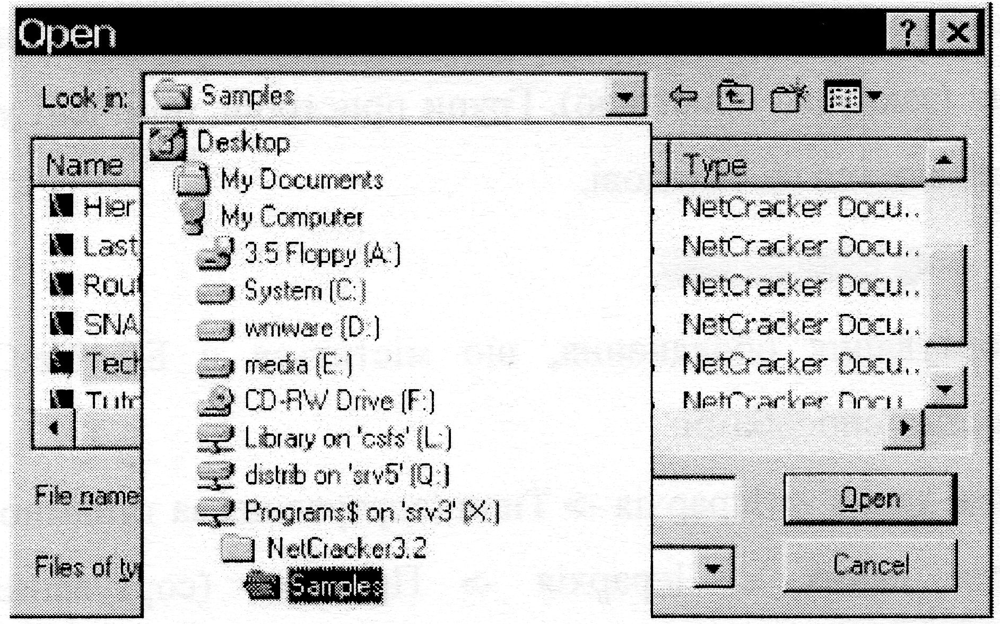 Open
Look in: Samples
Desktop
My Documents
My Computer
3.5 Floppy (A:)
System (C:)
wmware (D:)
media (E:)
CD-RW Drive (F:)
Library on 'csfs' (L:)
distrib on 'srv5' (Q:)
Programs$ on 'srv3' (X:)
NetCracker3.2
Samples
Name
Hier
Last
Rou
SNA
Tech
Tuto
Type
NetCracker Docu..
NetCracker Docu..
NetCracker Docu..
NetCracker Docu..
NetCracker Docu..
NetCracker Docu
File name
Open
Files of ty
Cancel